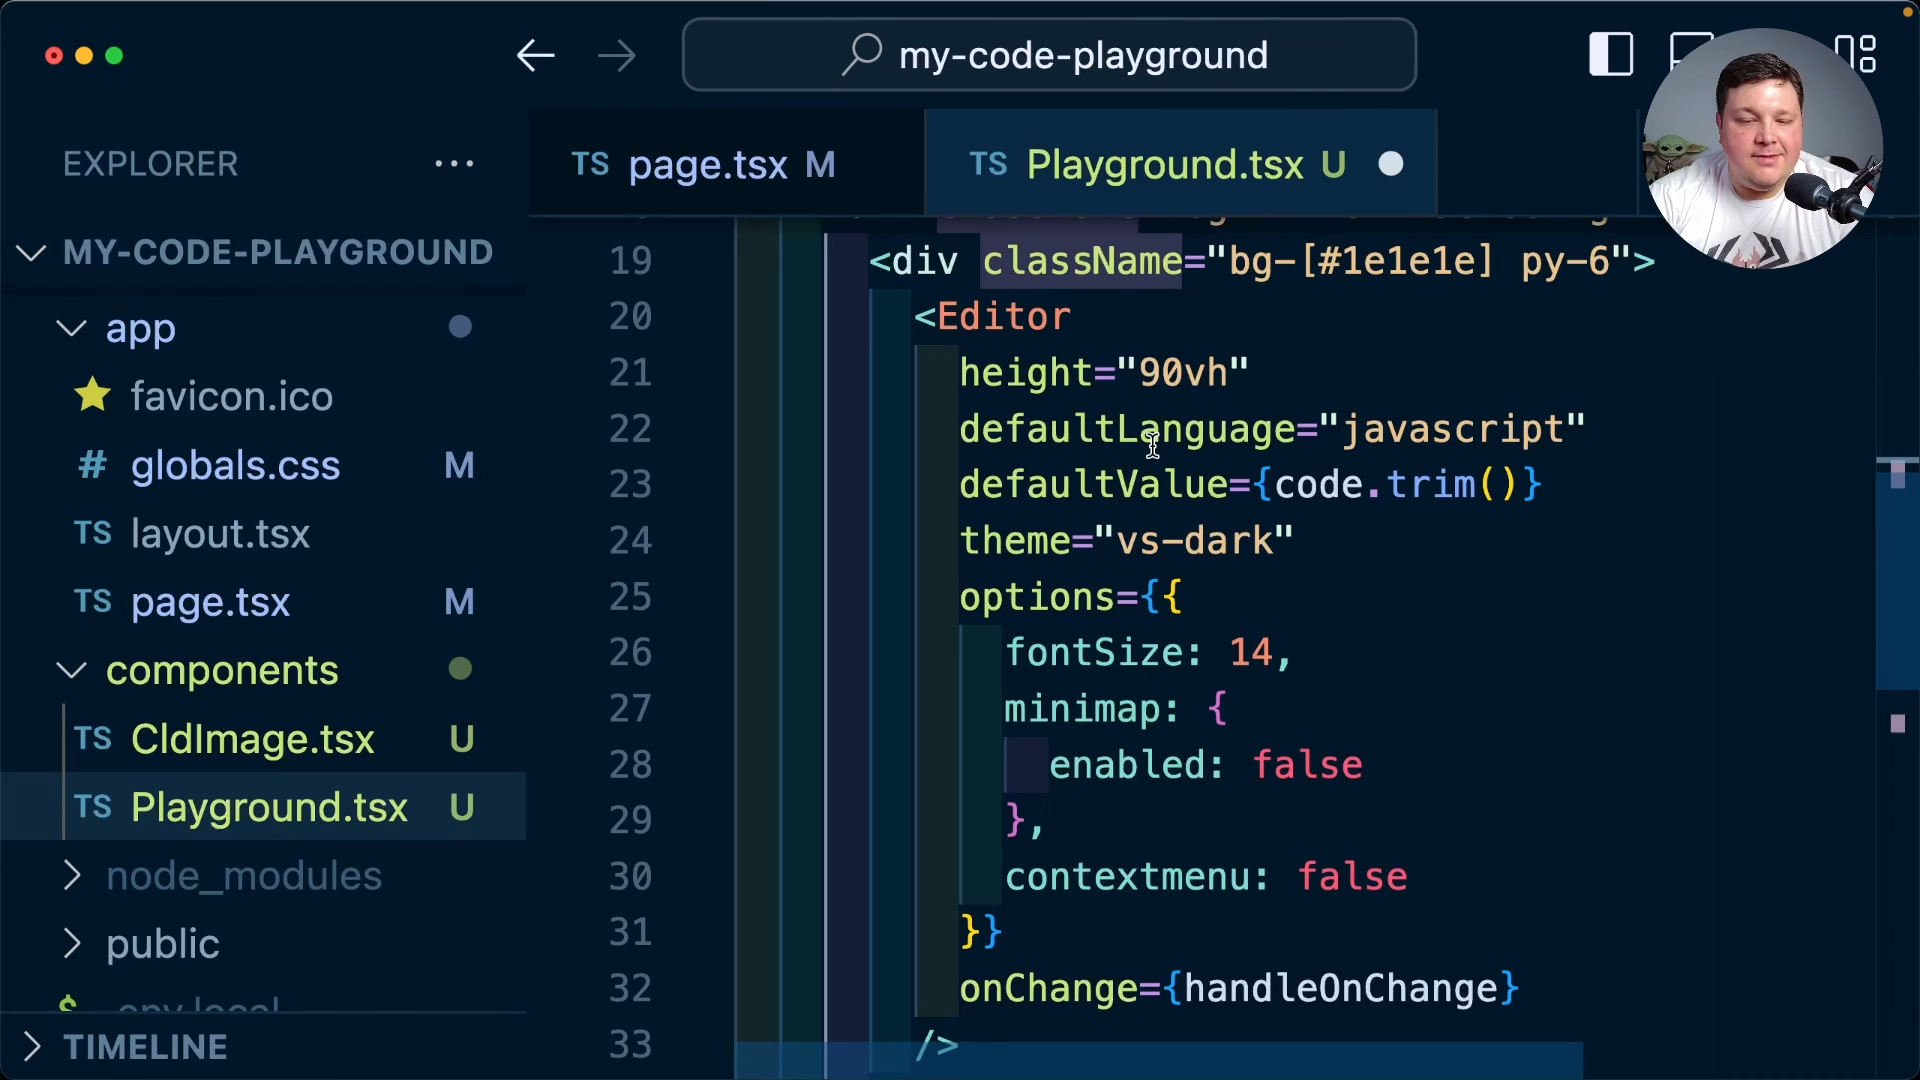 my-code-playground
EXPLORER
TS page.tsx M
TS Playground.tsx U
MY-CODE-PLAYGROUND
app
favicon.ico
# globals.css M
TS layout.tsx
TS page.tsx M
components
TS CldImage.tsx U
TS Playground.tsx U
node_modules
public
$ .env.local
TIMELINE
19 <div className="bg-[#1e1e1e] py-6">
20 <Editor
21 height="90vh"
22 defaultLanguage="javascript"
23 defaultValue={code.trim()}
24 theme="vs-dark"
25 options={{
26 fontSize: 14,
27 minimap: {
28 enabled: false
29 },
30 contextmenu: false
31 }}
32 onChange={handleOnChange}
33 />